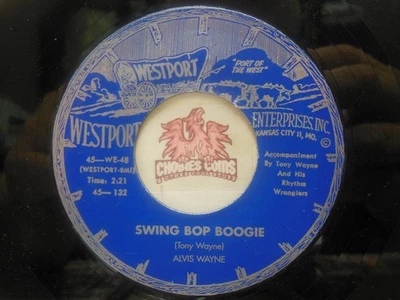 WESTPORT
"PORT OF
THE WEST"
WESTPORT ENTERPRISES, INC.
KANSAS CITY 11, MO.
45—WE-48
(WESTPORT-BMI)
Time: 2:21
45— 132
Accompaniment
By Tony Wayne
And His
Rhythm
Wranglers
SWING BOP BOOGIE
(Tony Wayne)
ALVIS WAYNE